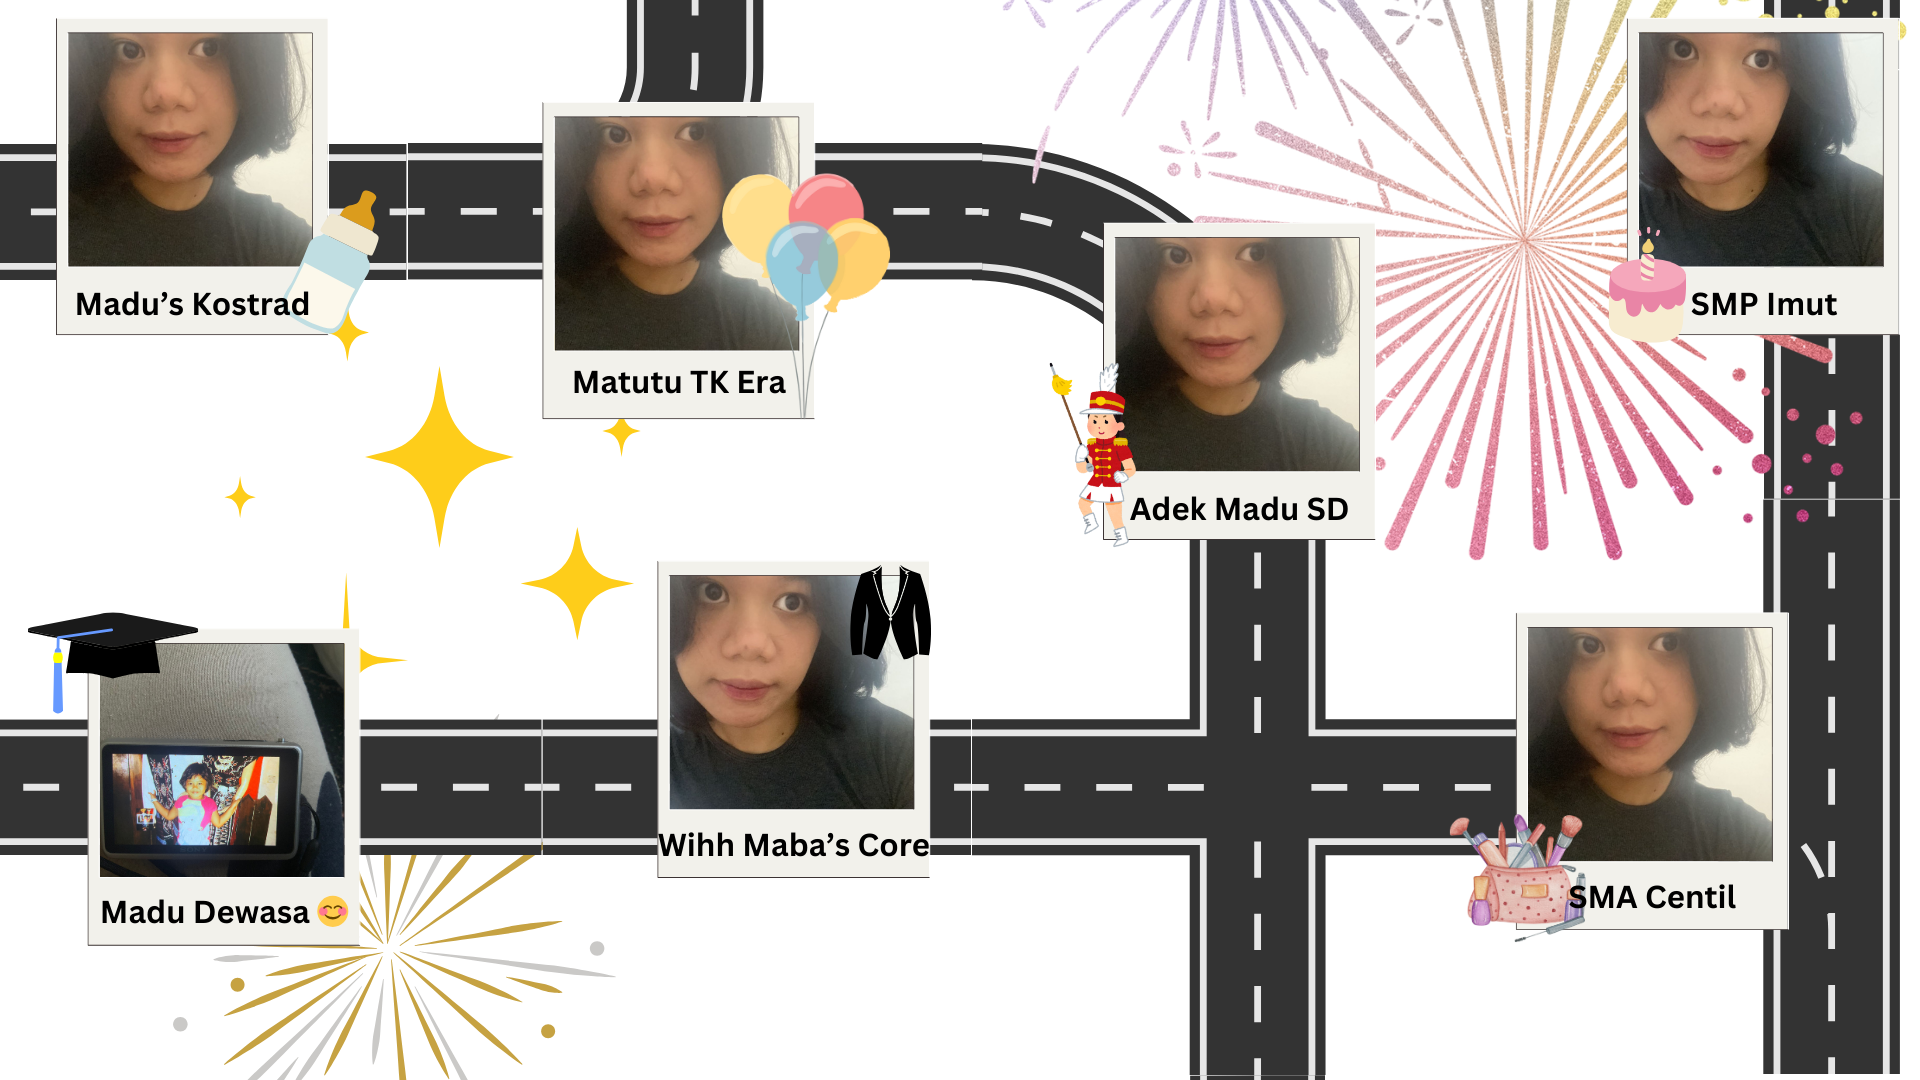 Madu’s Kostrad
Matutu TK Era
Adek Madu SD
SMP Imut
SMA Centil
Wihh Maba’s Core
Madu Dewasa 😊